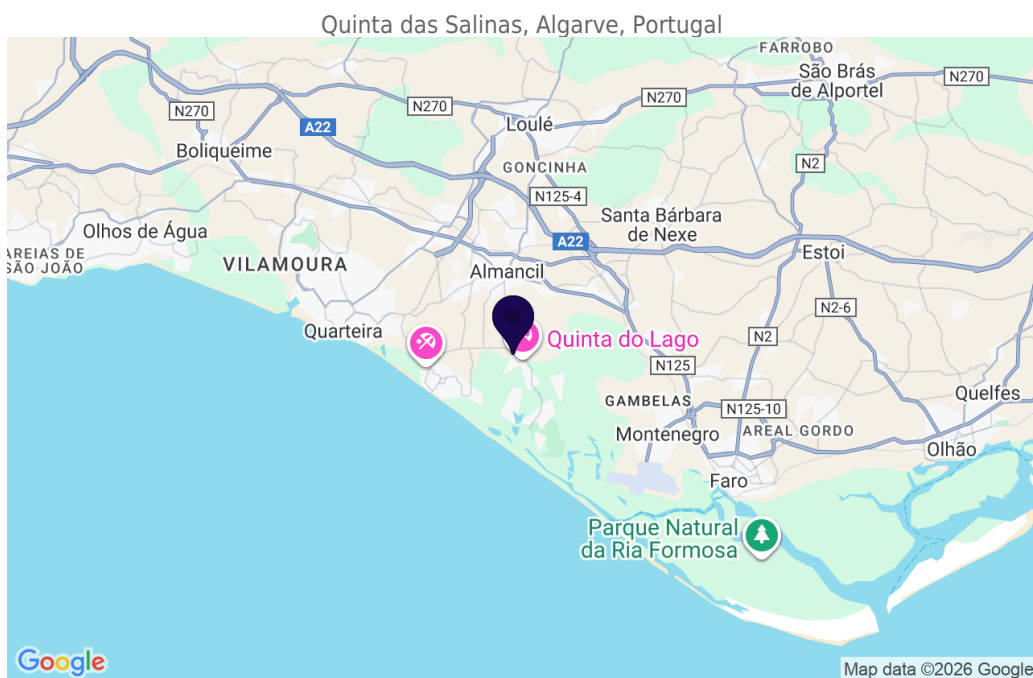 Quinta das Salinas, Algarve, Portugal
FARROBO
São Brás
de Alportel
N270
N270
N270
N270
A22
Loulé
Boliqueime
GONCINHA
N2
N125-4
Santa Bárbara
de Nexe
Olhos de Água
A22
Estoi
AREIAS DE
SÃO JOÃO
VILAMOURA
Almancil
N2-6
Quarteira
Quinta do Lago
N2
N125
Quelfes
GAMBELAS
N125-10
Montenegro
AREAL GORDO
Olhão
Faro
Parque Natural
da Ria Formosa
Google
Map data ©2026 Google